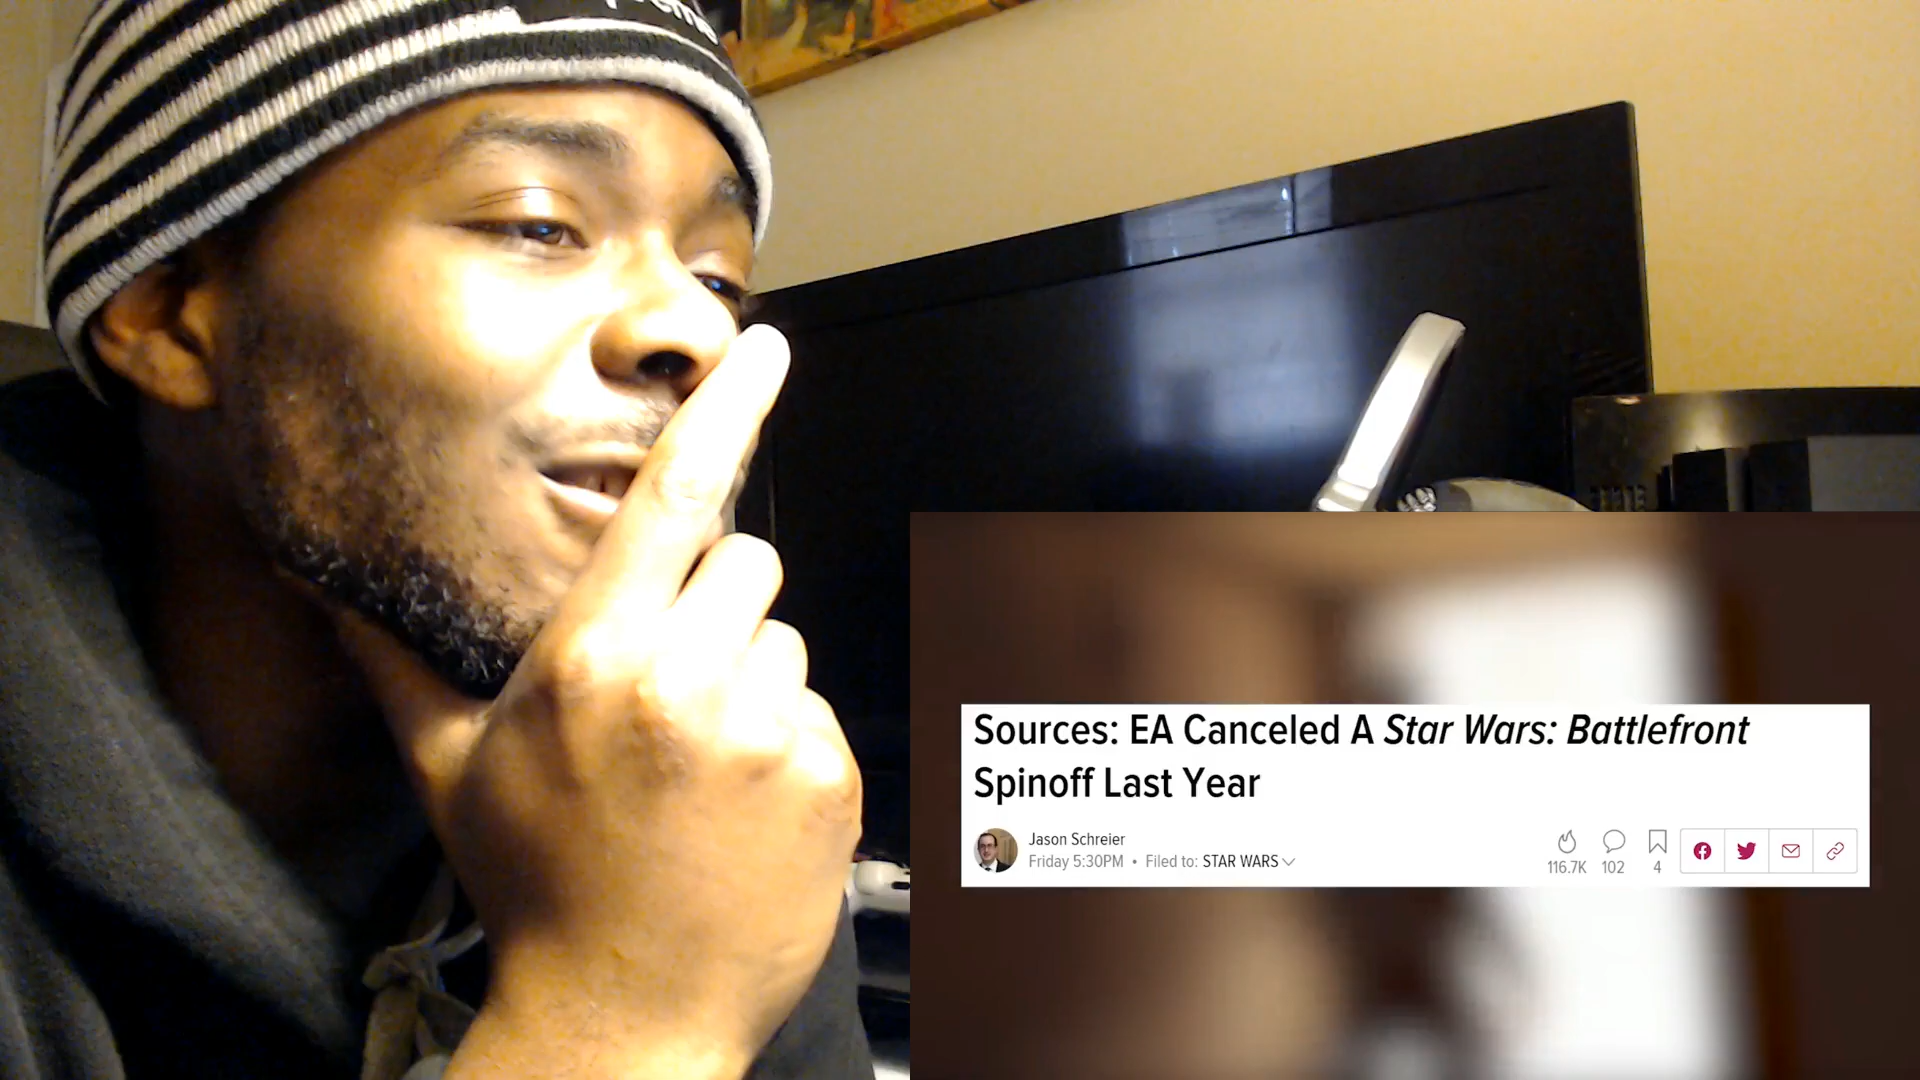 Sources: EA Canceled A Star Wars: Battlefront
Spinoff Last Year
Jason Schreier
Friday 5:30PM • Filed to: STAR WARS
116.7K 102 4